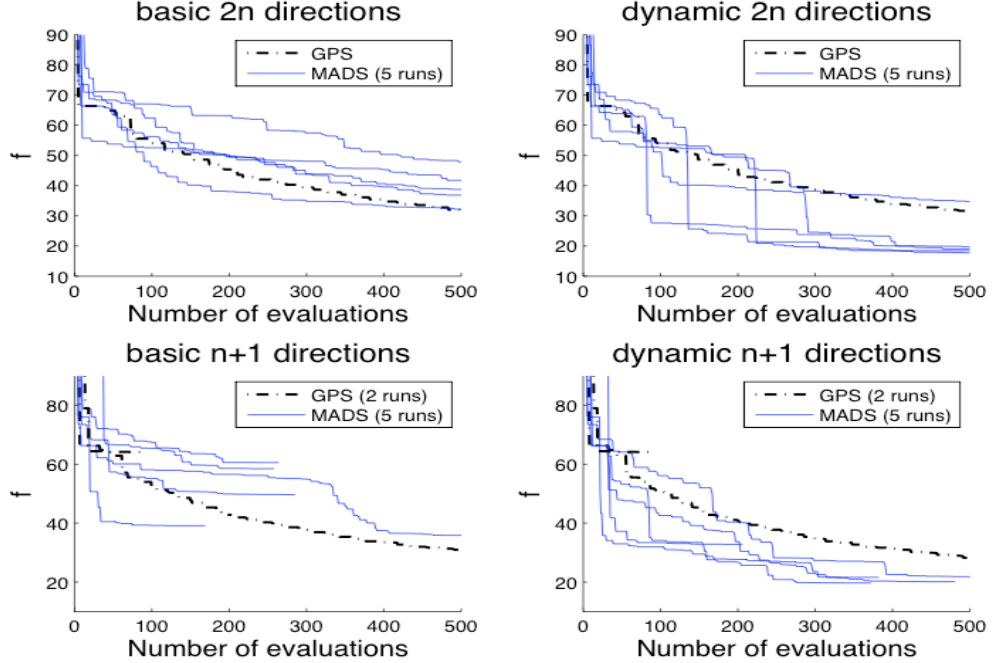 basic 2n directions
90
80
70
60
50
40
30
20
10
f
GPS
MADS (5 runs)
0 100 200 300 400 500
Number of evaluations
dynamic 2n directions
90
80
70
60
50
40
30
20
10
f
GPS
MADS (5 runs)
0 100 200 300 400 500
Number of evaluations
basic n+1 directions
80
60
40
20
f
GPS (2 runs)
MADS (5 runs)
0 100 200 300 400 500
Number of evaluations
dynamic n+1 directions
80
60
40
20
f
GPS (2 runs)
MADS (5 runs)
0 100 200 300 400 500
Number of evaluations